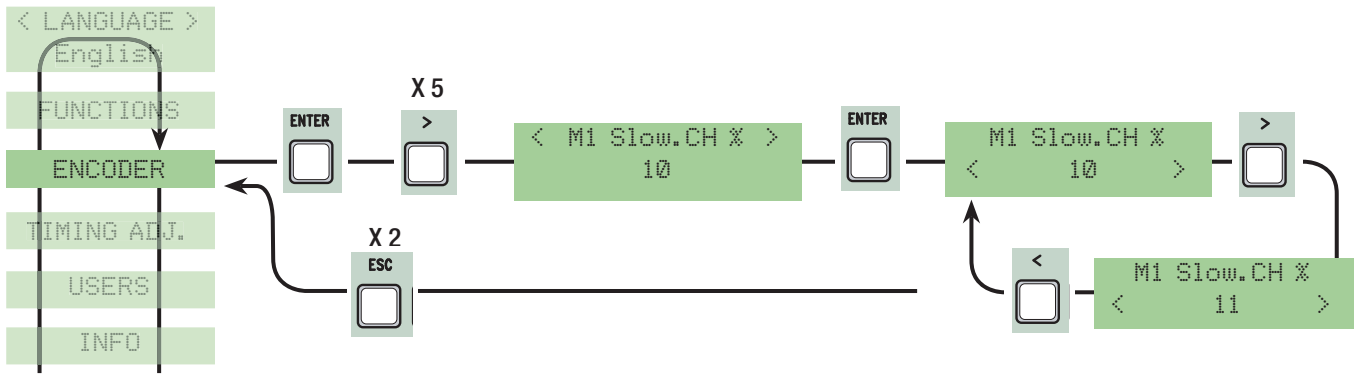 < LANGUAGE >
English
FUNCTIONS
ENCODER
TIMING ADJ.
USERS
INFO
ENTER
X 5
>
< M1 Slow.CH % >
10
ENTER
M1 Slow.CH %
< 10 >
>
X 2
ESC
<
M1 Slow.CH %
< 11 >